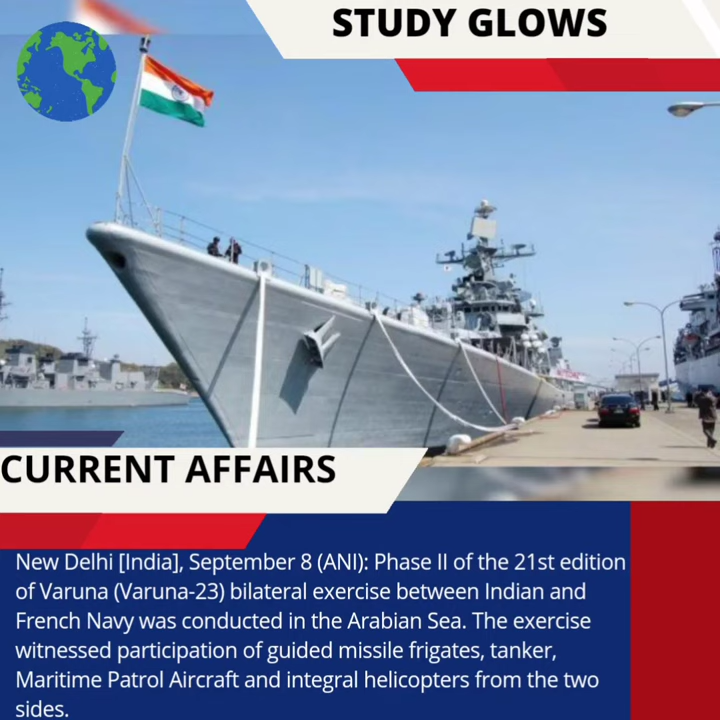 STUDY GLOWS
CURRENT AFFAIRS
New Delhi [India], September 8 (ANI): Phase II of the 21st edition
of Varuna (Varuna-23) bilateral exercise between Indian and
French Navy was conducted in the Arabian Sea. The exercise
witnessed participation of guided missile frigates, tanker,
Maritime Patrol Aircraft and integral helicopters from the two
sides.